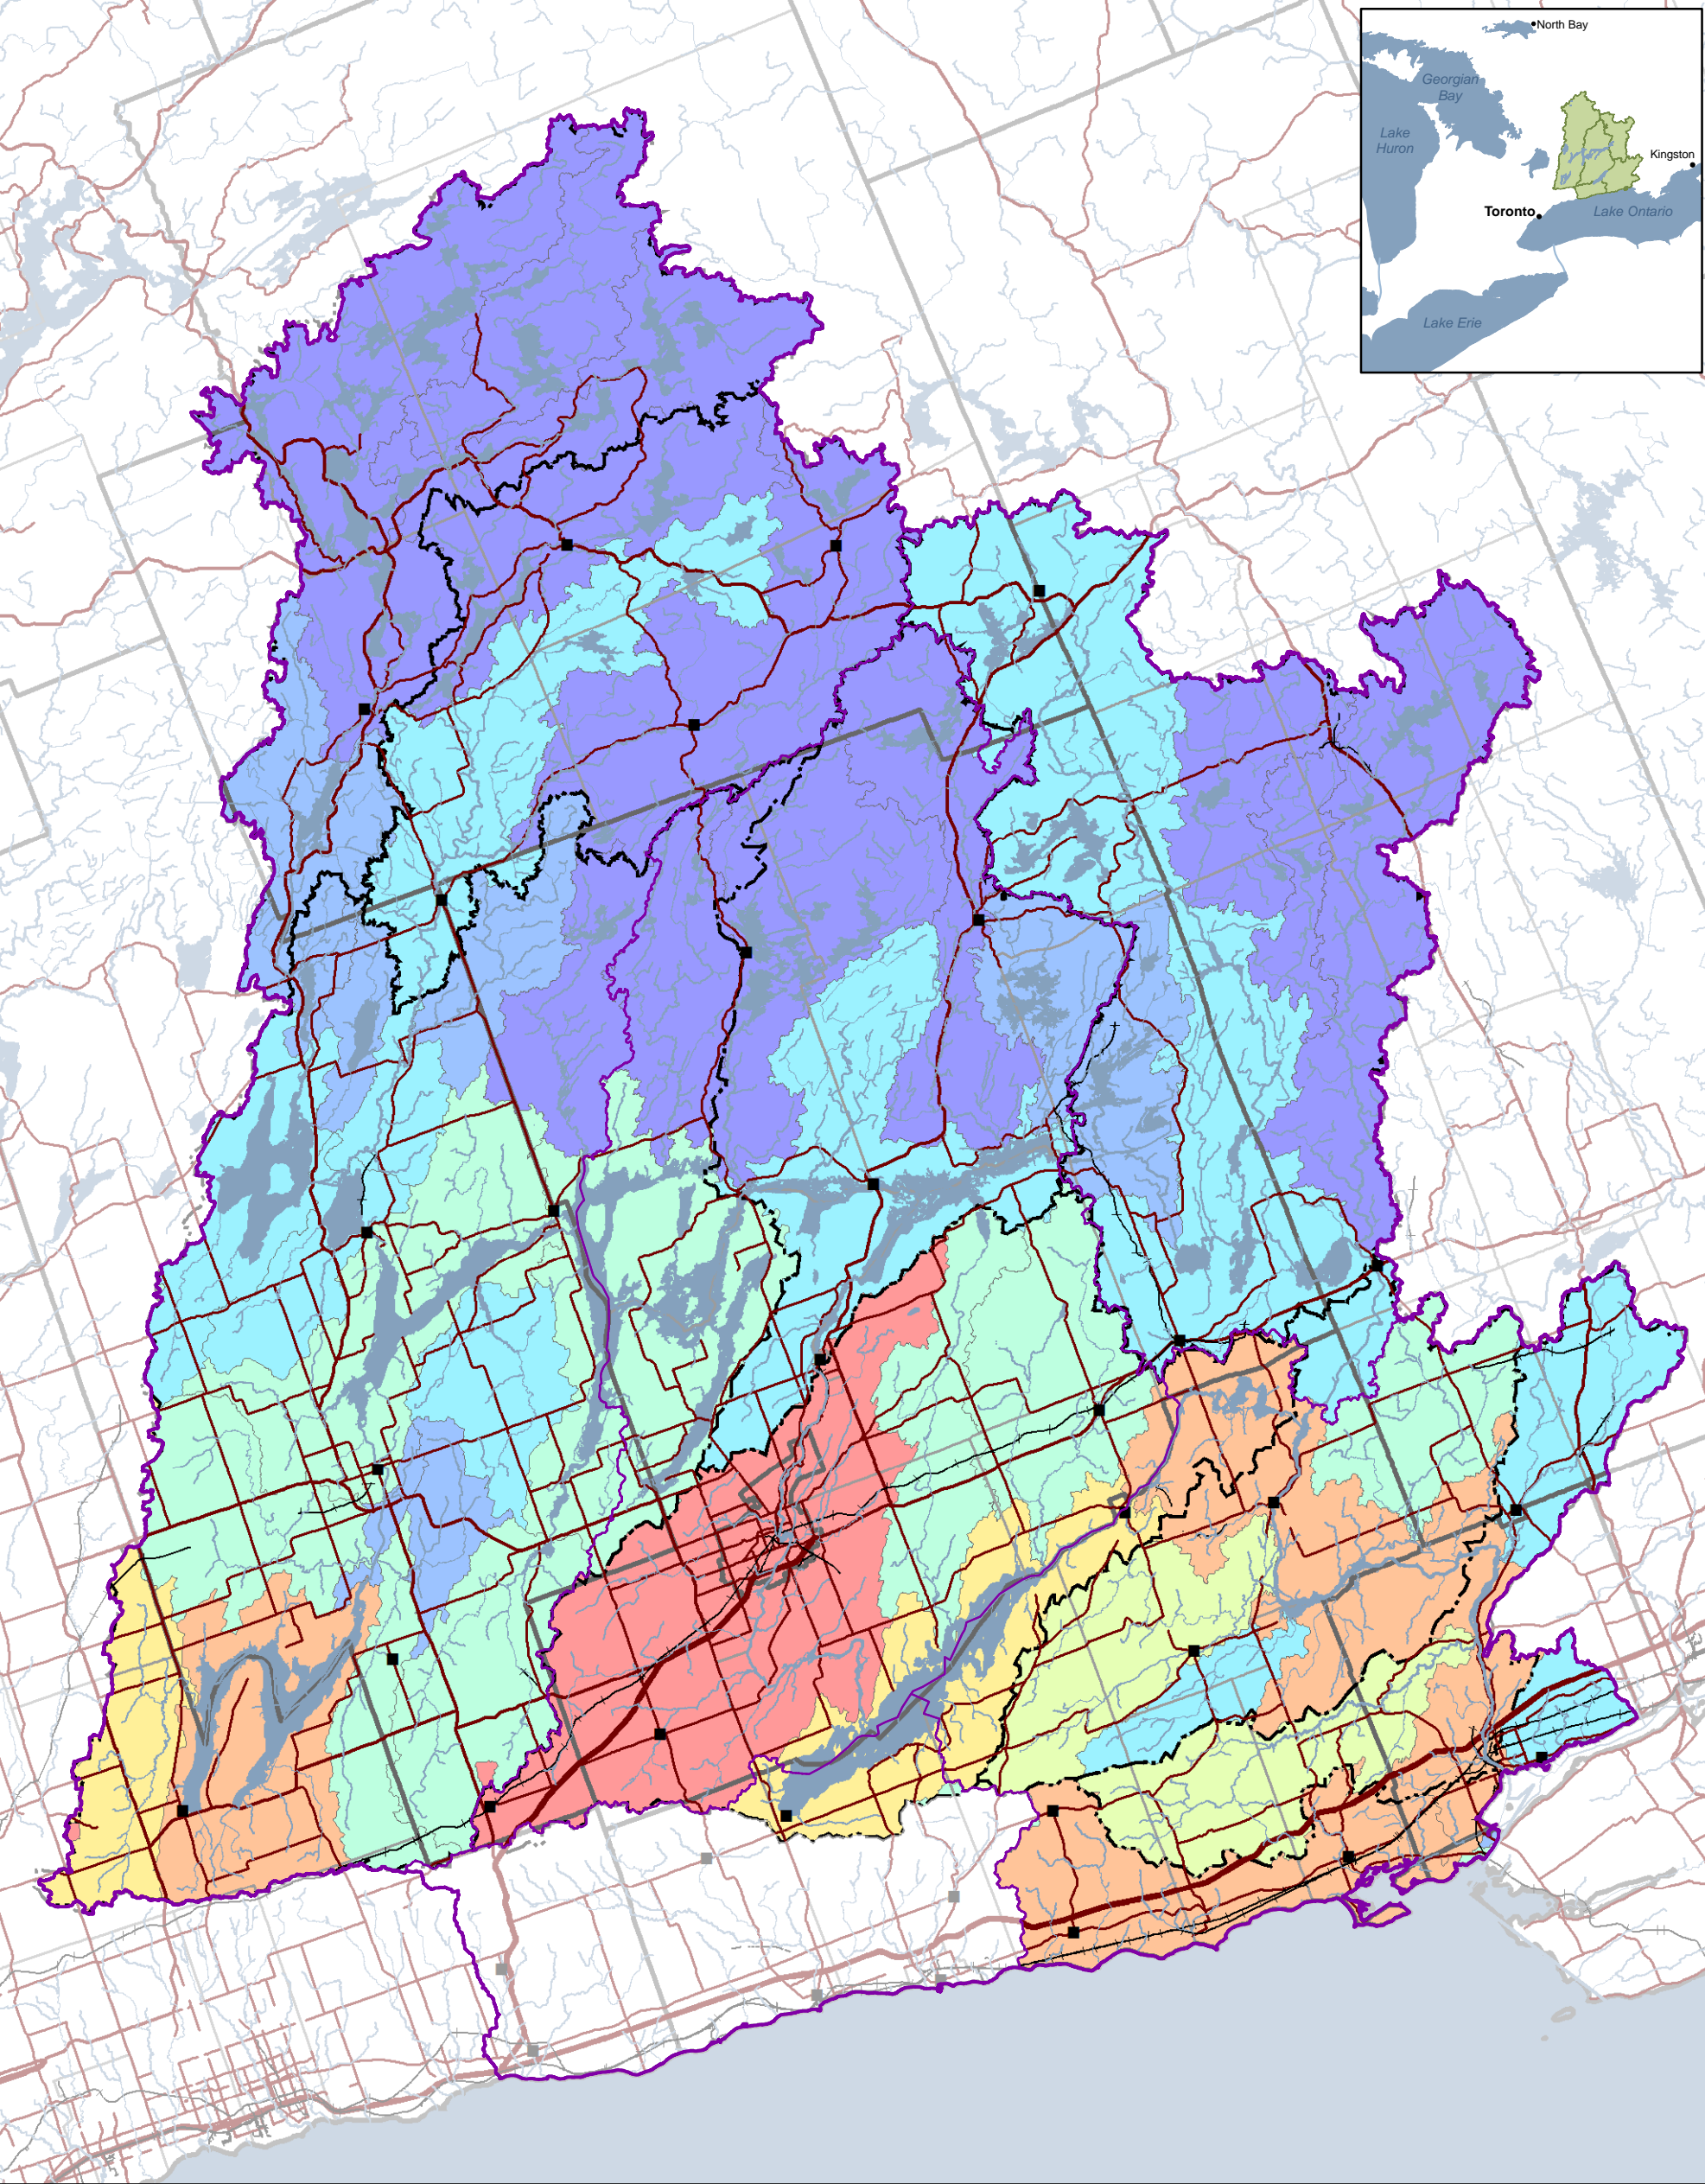 North Bay
Georgian
Bay
Lake
Huron
Kingston
Toronto
Lake Ontario
Lake Erie